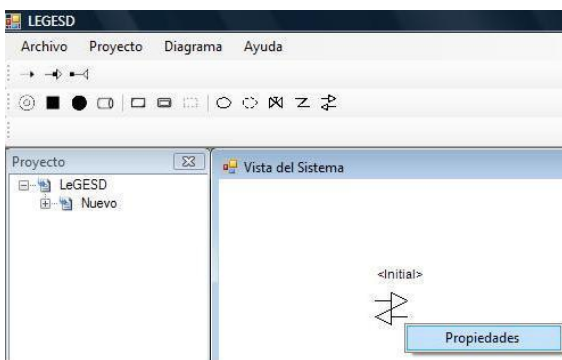 LEGESD
Archivo Proyecto Diagrama Ayuda
Proyecto
LeGESD
Nuevo
Vista del Sistema
<Initial>
Propiedades